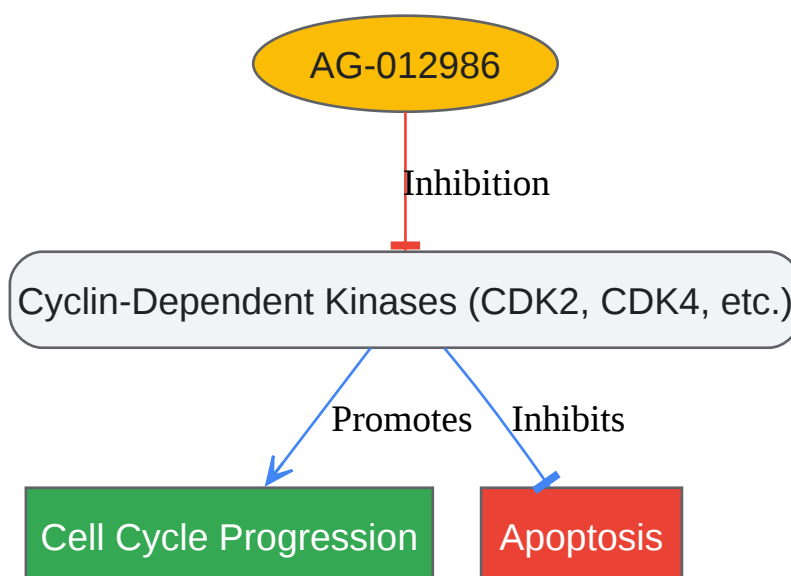 AG-012986
Inhibition
Cyclin-Dependent Kinases (CDK2, CDK4, etc.)
Promotes
Inhibits
Cell Cycle Progression
Apoptosis